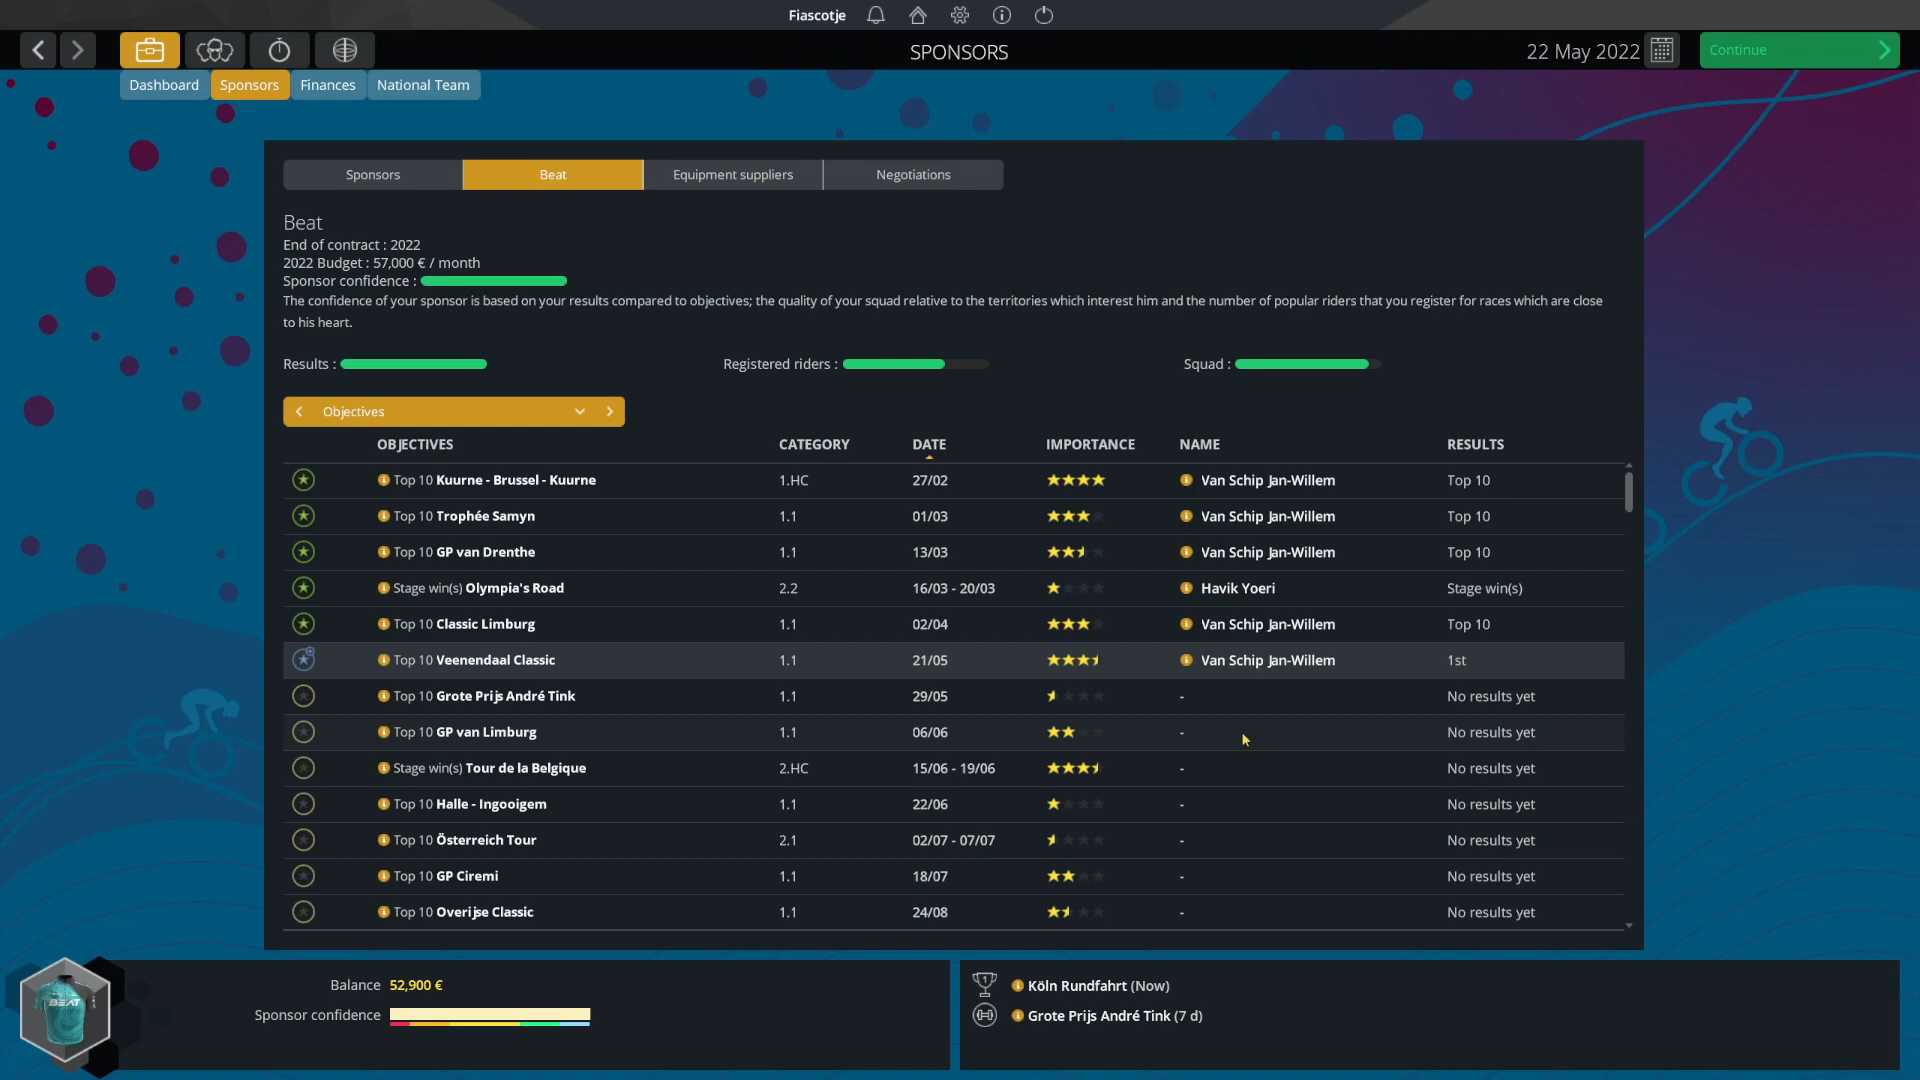 Fiascotje
SPONSORS
22 May 2022
Continue
Dashboard Sponsors Finances National Team
Sponsors Beat Equipment suppliers Negotiations
Beat
End of contract : 2022
2022 Budget : 57,000 € / month
Sponsor confidence :
The confidence of your sponsor is based on your results compared to objectives; the quality of your squad relative to the territories which interest him and the number of popular riders that you register for races which are close
to his heart.
Results : Registered riders : Squad :
Objectives
OBJECTIVES CATEGORY DATE IMPORTANCE NAME RESULTS
Top 10 Kuurne - Brussel - Kuurne 1.HC 27/02 Van Schip Jan-Willem Top 10
Top 10 Trophée Samyn 1.1 01/03 Van Schip Jan-Willem Top 10
Top 10 GP van Drenthe 1.1 13/03 Van Schip Jan-Willem Top 10
Stage win(s) Olympia's Road 2.2 16/03 - 20/03 Havik Yoeri Stage win(s)
Top 10 Classic Limburg 1.1 02/04 Van Schip Jan-Willem Top 10
Top 10 Veenendaal Classic 1.1 21/05 Van Schip Jan-Willem 1st
Top 10 Grote Prijs André Tink 1.1 29/05 - No results yet
Top 10 GP van Limburg 1.1 06/06 - No results yet
Stage win(s) Tour de la Belgique 2.HC 15/06 - 19/06 - No results yet
Top 10 Halle - Ingooigem 1.1 22/06 - No results yet
Top 10 Österreich Tour 2.1 02/07 - 07/07 - No results yet
Top 10 GP Ciremi 1.1 18/07 - No results yet
Top 10 Overijse Classic 1.1 24/08 - No results yet
BEAT
Balance 52,900 €
Sponsor confidence
Köln Rundfahrt (Now)
Grote Prijs André Tink (7 d)